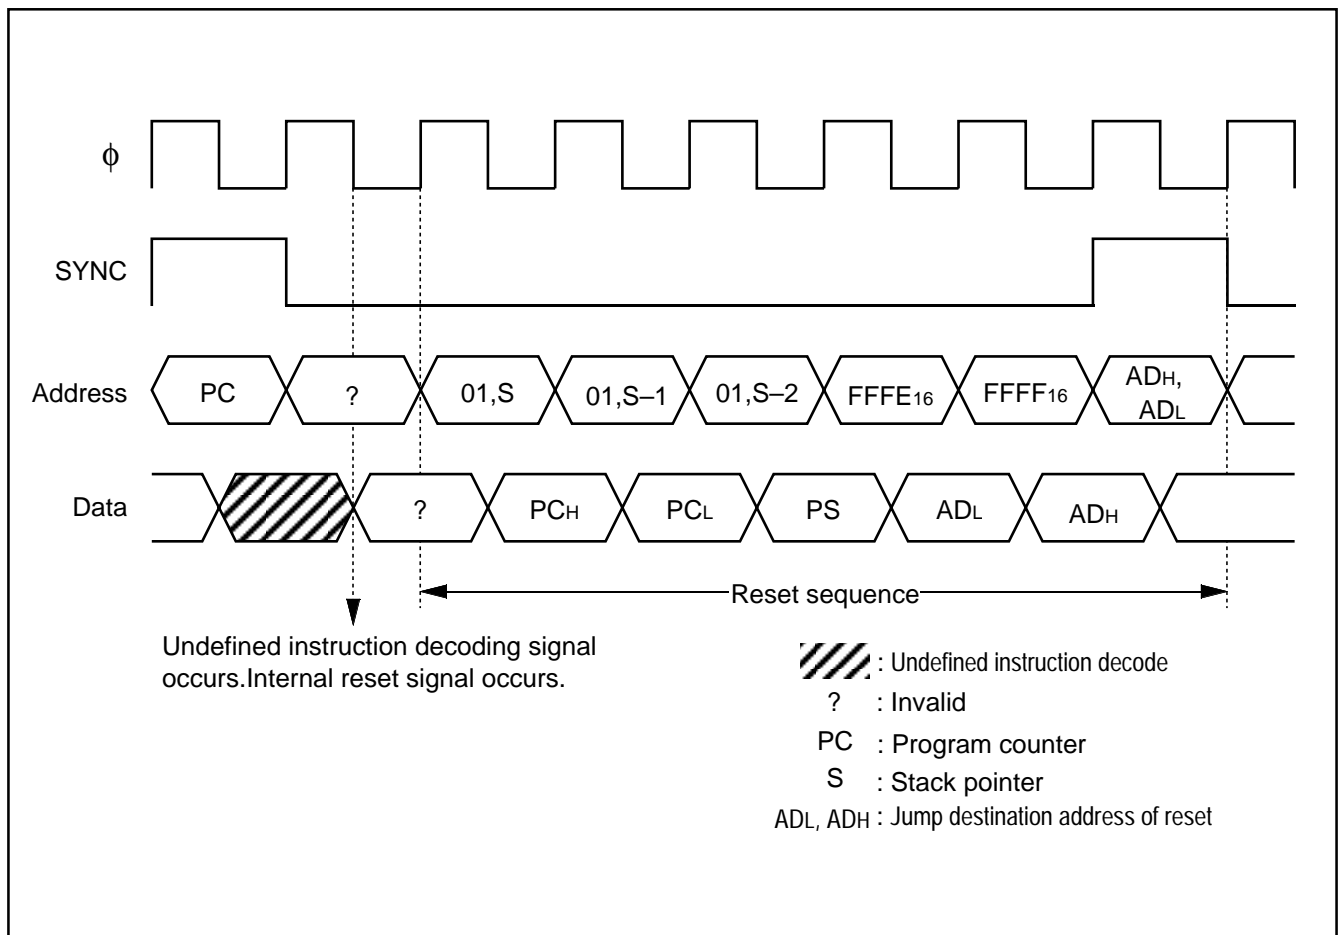 ϕ
SYNC
Address PC ? 01,S 01,S–1 01,S–2 FFFE16 FFFF16 ADH,
ADL
Data ? PCH PCL PS ADL ADH
Reset sequence
Undefined instruction decoding signal
occurs.Internal reset signal occurs.
: Undefined instruction decode
? : Invalid
PC : Program counter
S : Stack pointer
ADL, ADH : Jump destination address of reset